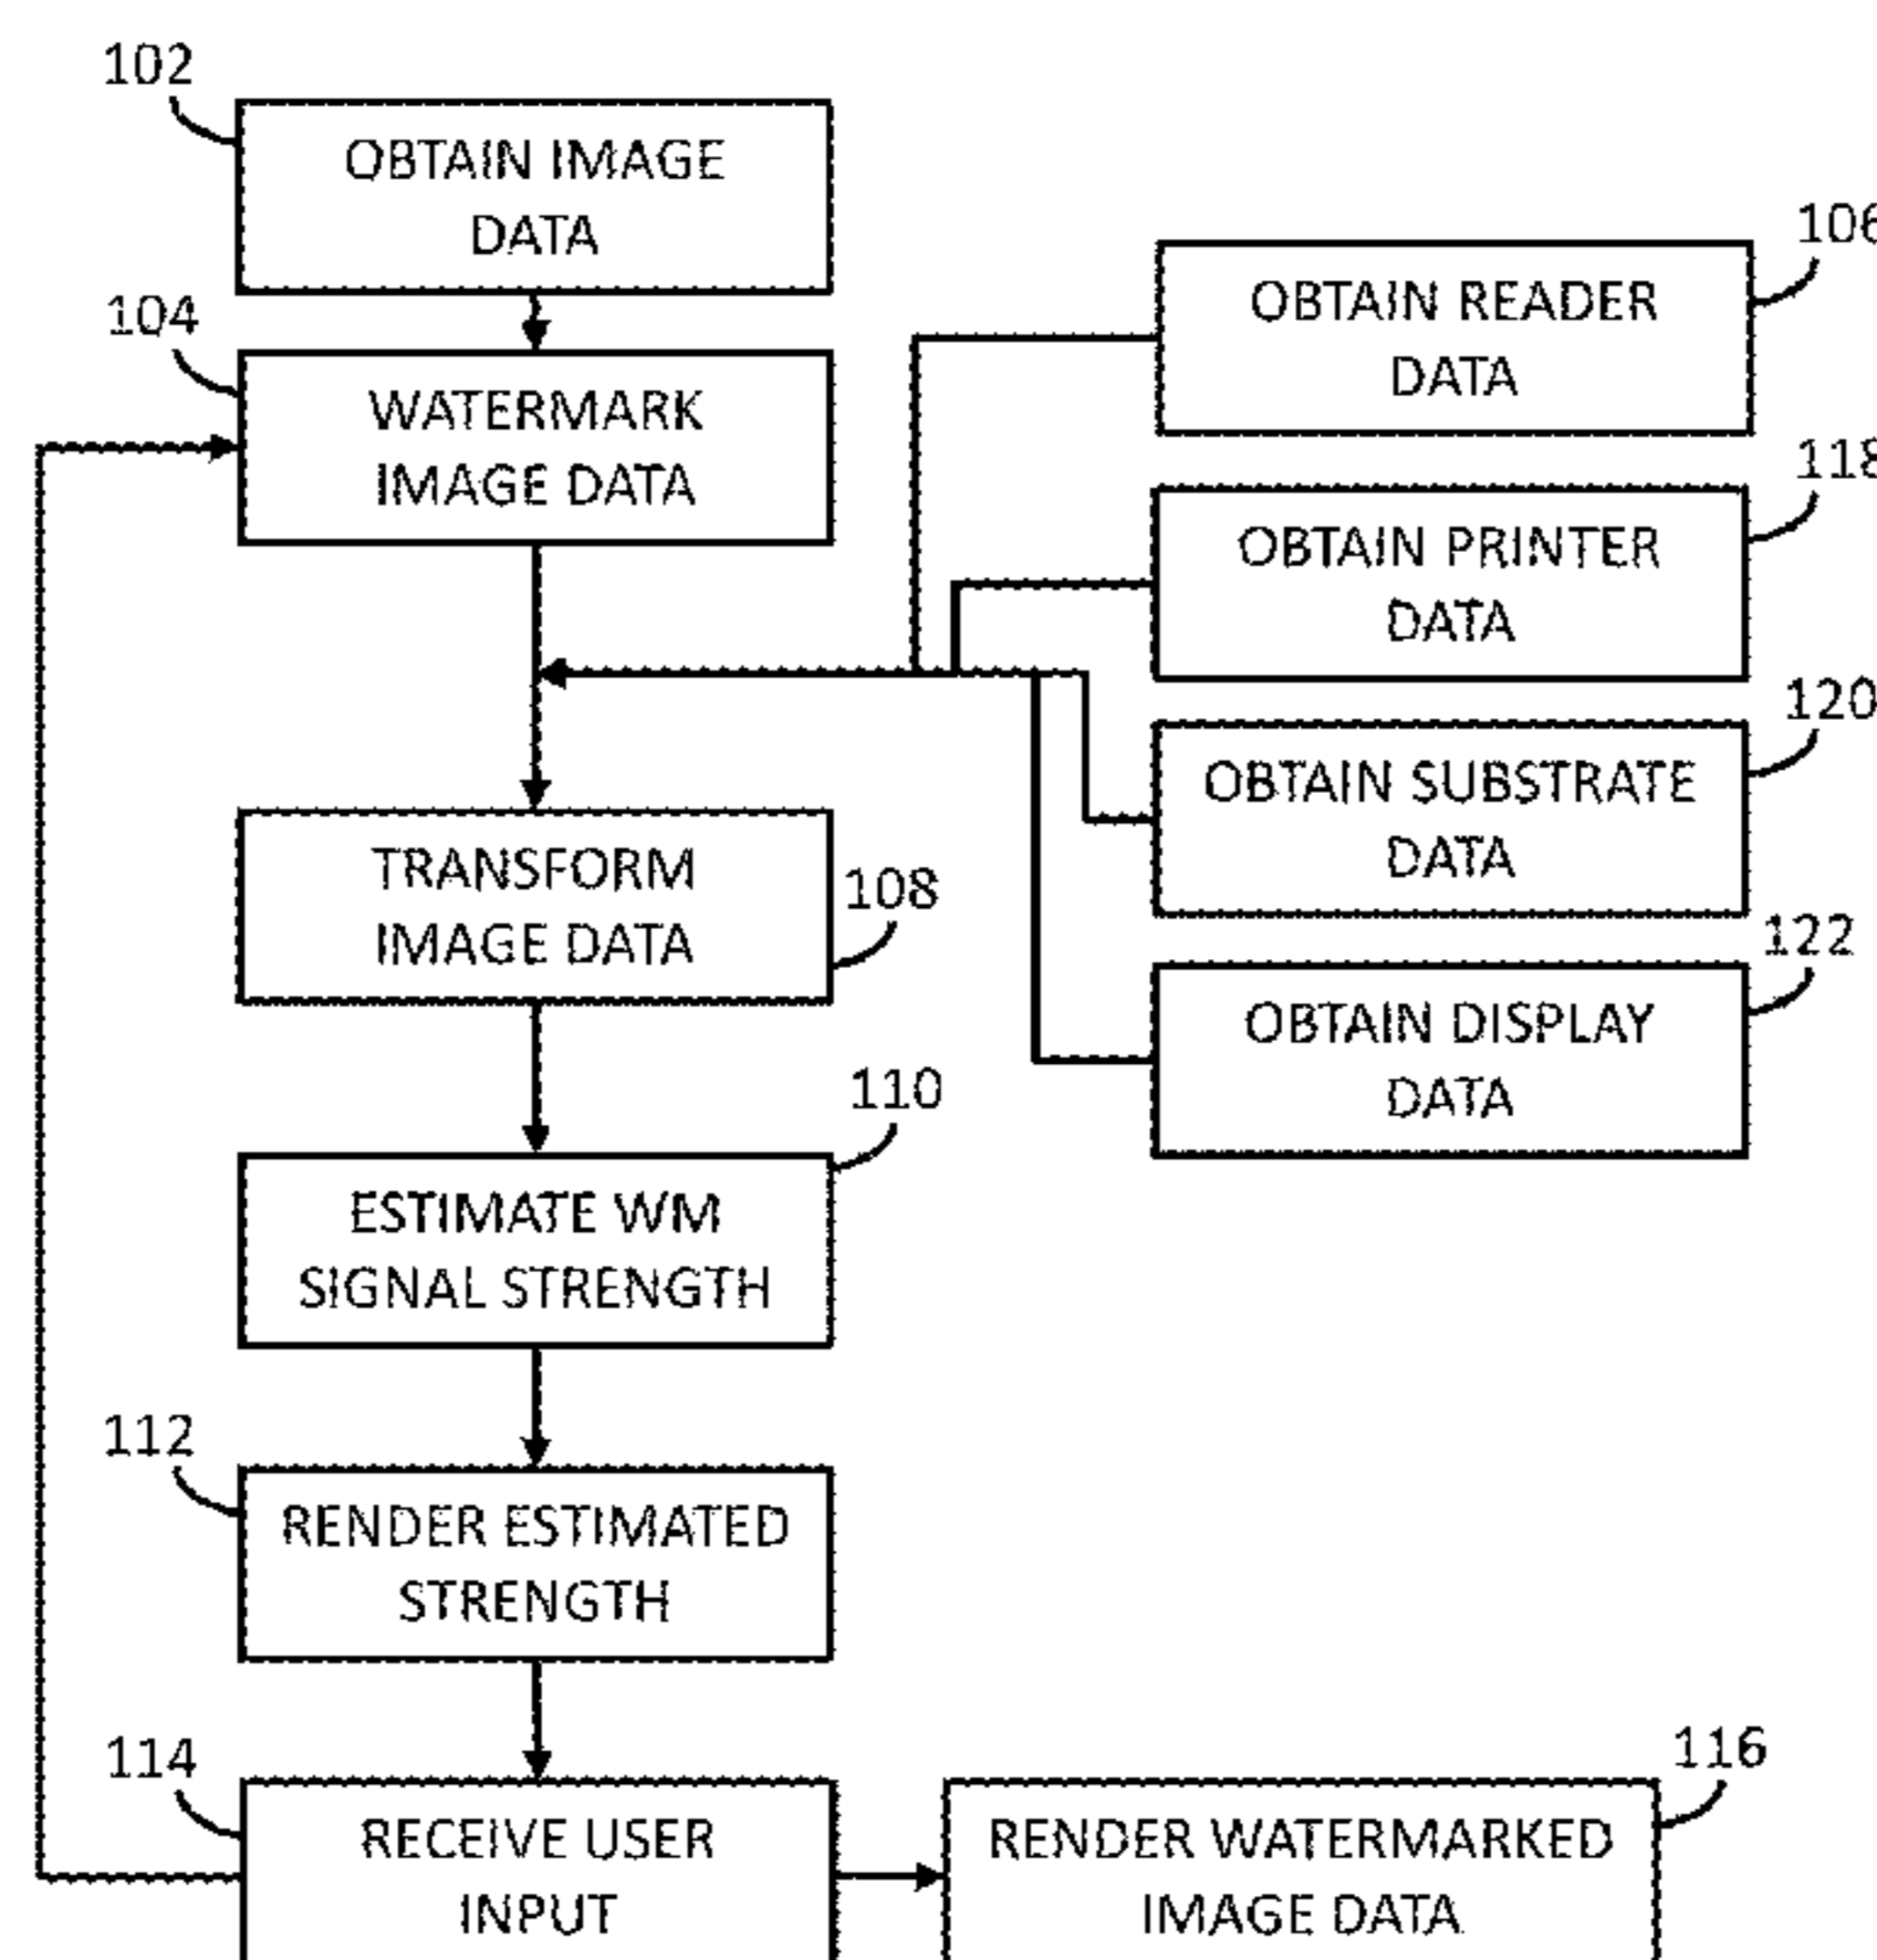 102
OBTAIN IMAGE
DATA
104
WATERMARK
IMAGE DATA
106
OBTAIN READER
DATA
118
OBTAIN PRINTER
DATA
120
OBTAIN SUBSTRATE
DATA
122
OBTAIN DISPLAY
DATA
TRANSFORM
IMAGE DATA
108
110
ESTIMATE WM
SIGNAL STRENGTH
112
RENDER ESTIMATED
STRENGTH
114
RECEIVE USER
INPUT
116
RENDER WATERMARKED
IMAGE DATA